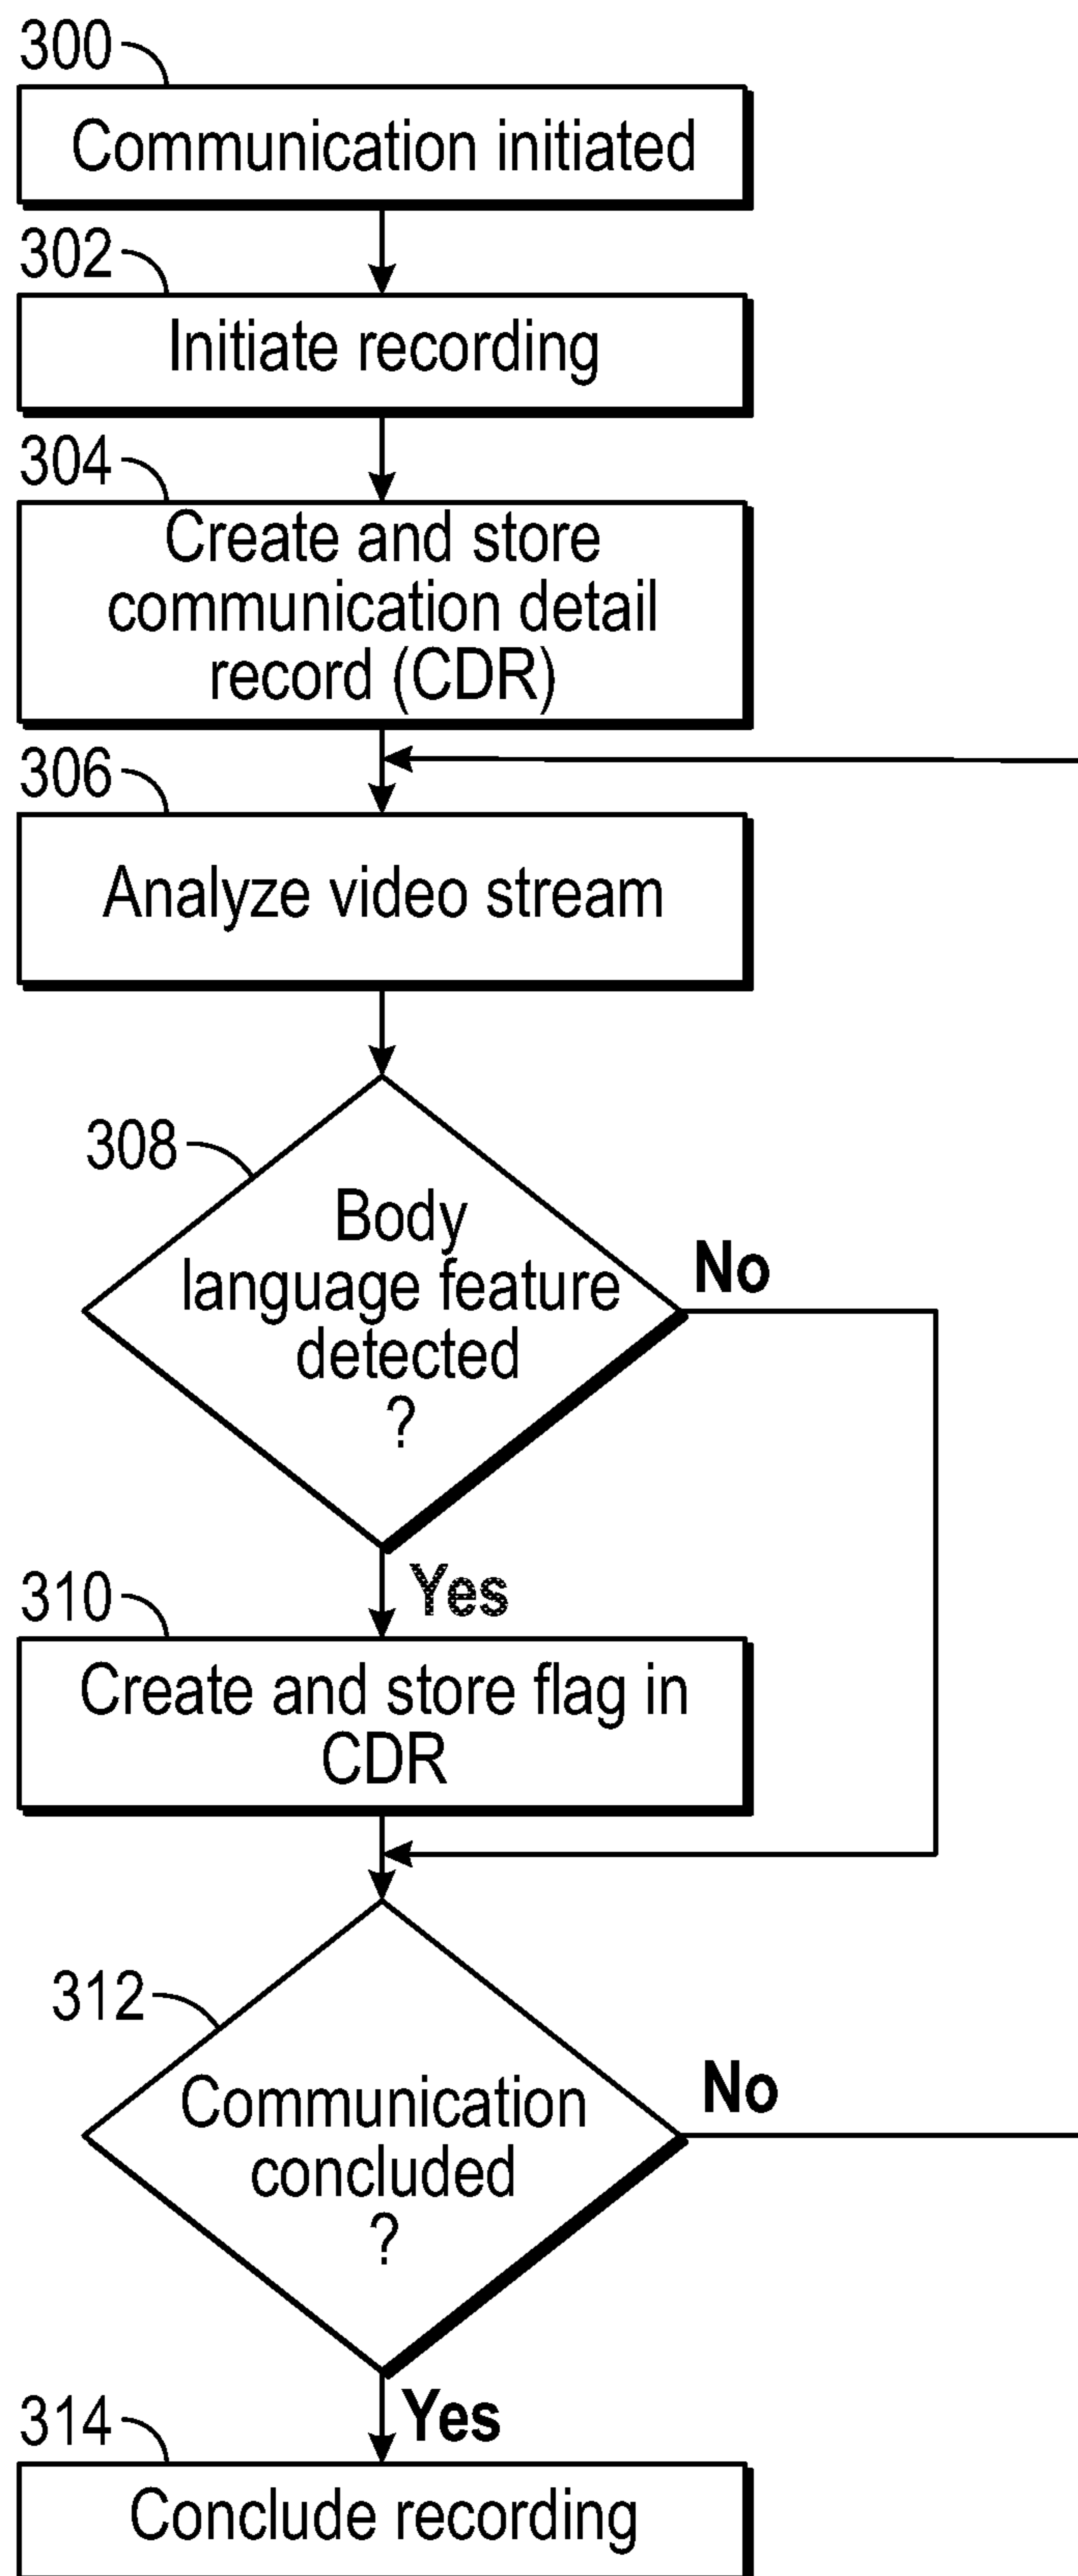 300
Communication initiated
302
Initiate recording
304
Create and store
communication detail
record (CDR)
306
Analyze video stream
308
Body
language feature
detected
?
No
Yes
310
Create and store flag in
CDR
312
Communication
concluded
?
No
Yes
314
Conclude recording